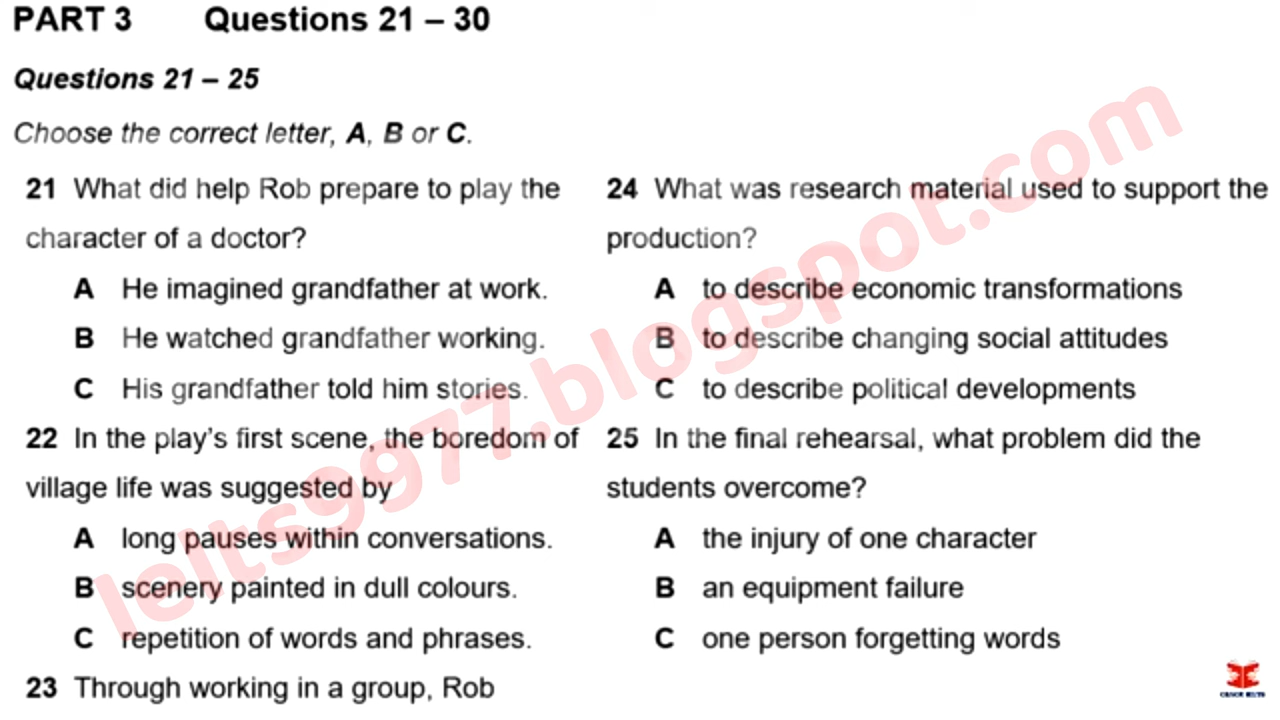 PART 3 Questions 21 – 30
Questions 21 – 25
Choose the correct letter, A, B or C.
21 What did help Rob prepare to play the
character of a doctor?
A He imagined grandfather at work.
B He watched grandfather working.
C His grandfather told him stories.
22 In the play's first scene, the boredom of
village life was suggested by
A long pauses within conversations.
B scenery painted in dull colours.
C repetition of words and phrases.
23 Through working in a group, Rob
24 What was research material used to support the
production?
A to describe economic transformations
B to describe changing social attitudes
C to describe political developments
25 In the final rehearsal, what problem did the
students overcome?
A the injury of one character
B an equipment failure
C one person forgetting words
Ielts9977.blogspot.com